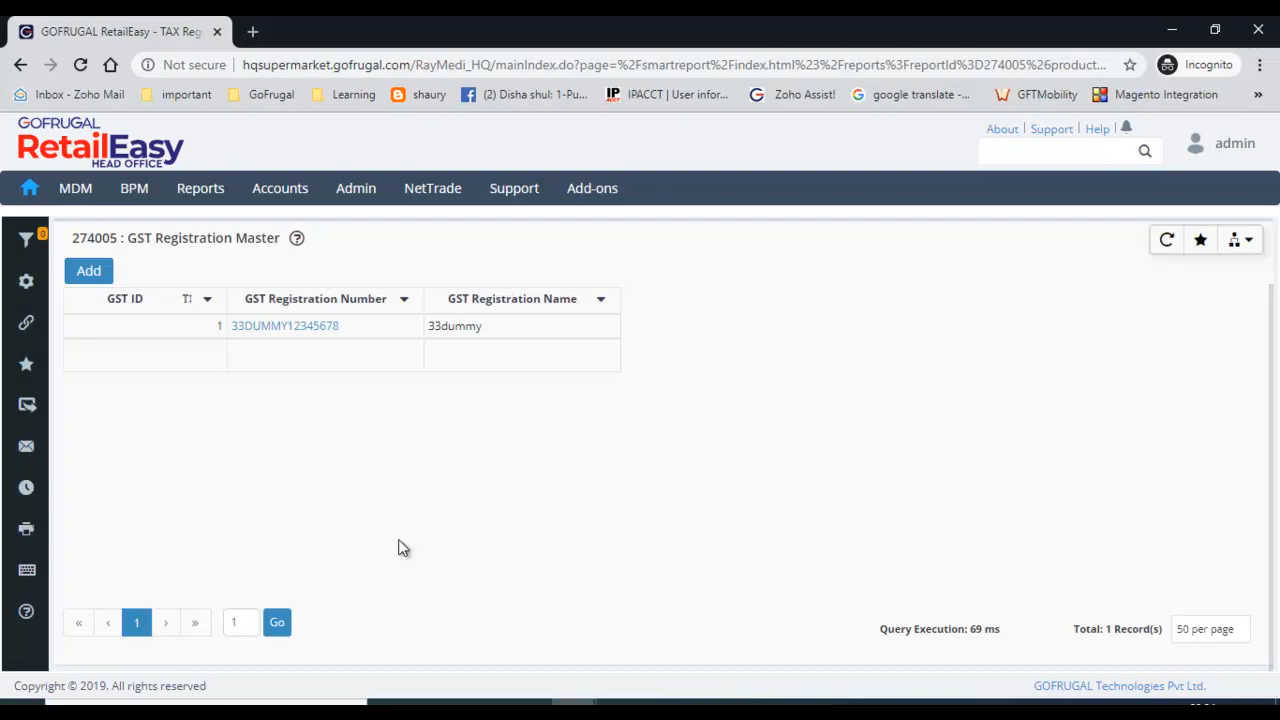 GOFRUGAL RetailEasy - TAX Reg
Not secure
hqsupermarket.gofrugal.com/RayMedi_HQ/mainIndex.do?page=%2Fsmartreport%2Findex.html%23%2Freports%3FreportId%3D274005%26product...
Incognito
Inbox - Zoho Mail
important
GoFrugal
Learning
shaury
(2) Disha shul: 1-Pu...
IPACCT | User infor...
Zoho Assist!
google translate -...
GFTMobility
Magento Integration
»
GOFRUGAL
RetailEasy
HEAD OFFICE
About | Support | Help |
admin
MDM
BPM
Reports
Accounts
Admin
NetTrade
Support
Add-ons
0
274005 : GST Registration Master
Add
GST ID
GST Registration Number
GST Registration Name
1
33DUMMY12345678
33dummy
« ‹ 1 › »
1
Go
Query Execution: 69 ms
Total: 1 Record(s)
50 per page
Copyright © 2019. All rights reserved
GOFRUGAL Technologies Pvt Ltd.